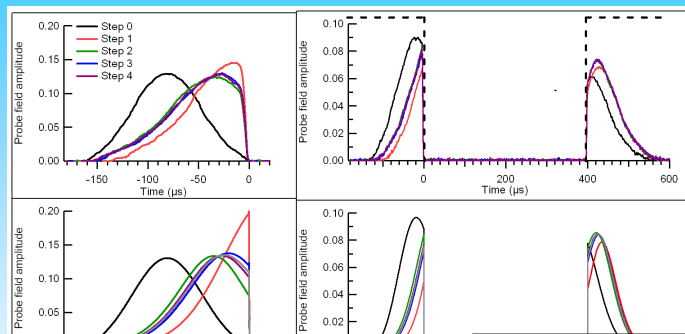 Probe field amplitude
0.20
0.15
0.10
0.05
0.00
Step 0
Step 1
Step 2
Step 3
Step 4
-150
-100
-50
0
Time (µs)
Probe field amplitude
0.10
0.08
0.06
0.04
0.02
0.00
0
200
400
600
Time (µs)
Probe field amplitude
0.20
0.15
0.10
0.05
Probe field amplitude
0.10
0.08
0.06
0.04
0.02